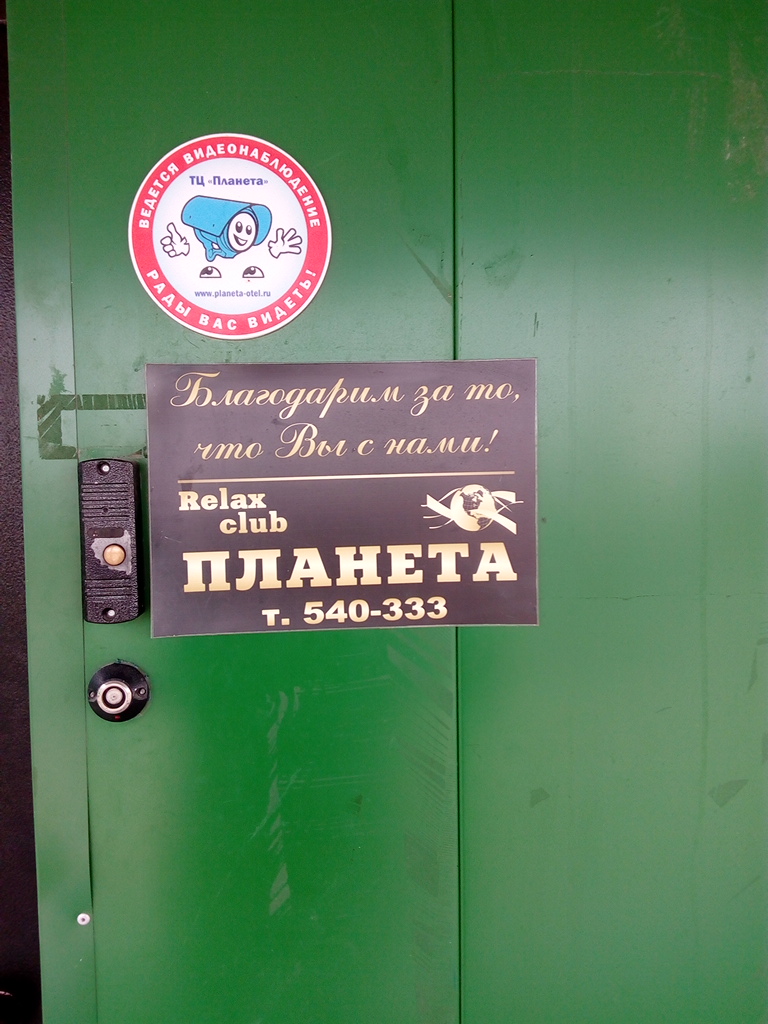 ВЕДЕТСЯ ВИДЕОНАБЛЮДЕНИЕ
ТЦ «Планета»
www.planeta-otel.ru
РАДЫ ВАС ВИДЕТЬ!
Благодарим за то,
что Вы с нами!
Relax
club
ПЛАНЕТА
т. 540-333